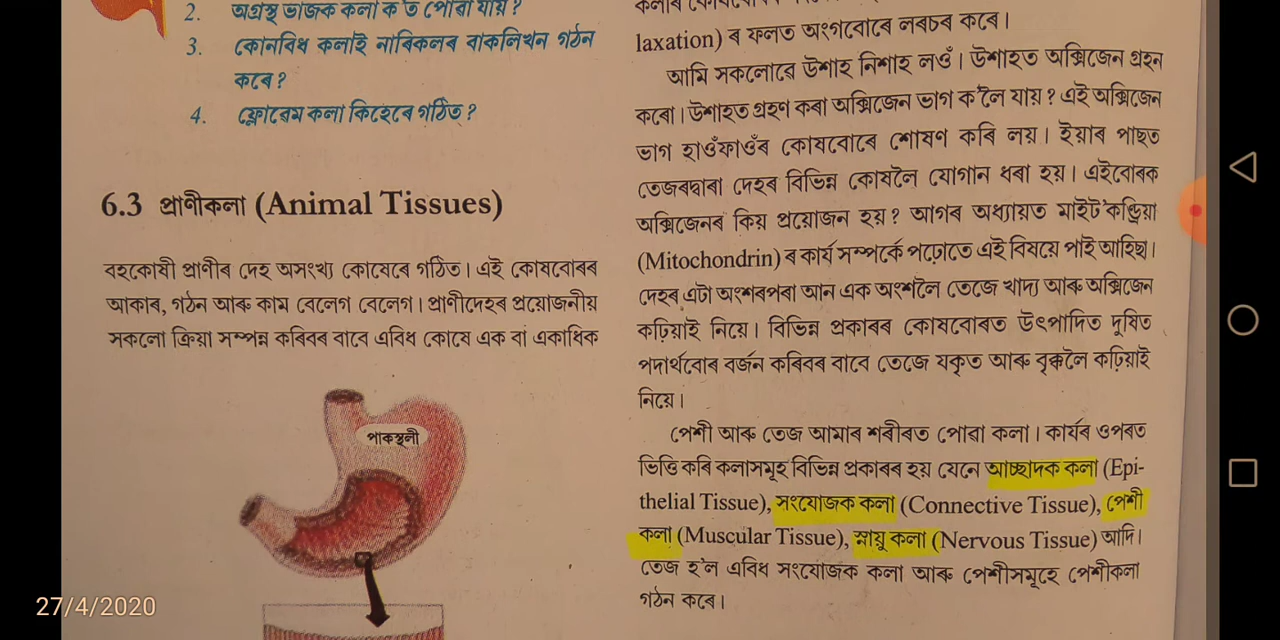 2. অগ্ৰস্থ ভাজক কলা ক'ত পোৱা যায়?
3. কোনবিধ কলাই নাৰিকলৰ বাকলিখন গঠন
কৰে?
4. ফ্লোৱেম কলা কিহেৰে গঠিত?
6.3 প্ৰাণীকলা (Animal Tissues)
বহুকোষী প্ৰাণীৰ দেহ অসংখ্য কোষেৰে গঠিত। এই কোষবোৰৰ
আকাৰ, গঠন আৰু কাম বেলেগ বেলেগ। প্ৰাণীদেহৰ প্ৰয়োজনীয়
সকলো ক্ৰিয়া সম্পন্ন কৰিবৰ বাবে এবিধ কোষে এক বা একাধিক
পাকস্থলী
laxation) ৰ ফলত অংগবোৰে লৰচৰ কৰে।
আমি সকলোৱে উশাহ নিশাহ লওঁ। উশাহত অক্সিজেন গ্ৰহন
কৰো। উশাহত গ্ৰহণ কৰা অক্সিজেন ভাগ ক'লৈ যায়? এই অক্সিজেন
ভাগ হাওঁফাওঁৰ কোষবোৰে শোষণ কৰি লয়। ইয়াৰ পাছত
তেজৰদ্বাৰা দেহৰ বিভিন্ন কোষলৈ যোগান ধৰা হয়। এইবোৰক
অক্সিজেনৰ কিয় প্ৰয়োজন হয়? আগৰ অধ্যায়ত মাইট'কণ্ড্ৰিয়া
(Mitochondrin) ৰ কাৰ্য সম্পৰ্কে পঢ়োতে এই বিষয়ে পাই আহিছা।
দেহৰ এটা অংশৰপৰা আন এক অংশলৈ তেজে খাদ্য আৰু অক্সিজেন
কঢ়িয়াই নিয়ে। বিভিন্ন প্ৰকাৰৰ কোষবোৰত উৎপাদিত দূষিত
পদাৰ্থবোৰ বৰ্জন কৰিবৰ বাবে তেজে যকৃত আৰু বৃক্কলৈ কঢ়িয়াই
নিয়ে।
পেশী আৰু তেজ আমাৰ শৰীৰত পোৱা কলা। কাৰ্যৰ ওপৰত
ভিত্তি কৰি কলাসমূহ বিভিন্ন প্ৰকাৰৰ হয় যেনে আচ্ছাদক কলা (Epi-
thelial Tissue), সংযোজক কলা (Connective Tissue), পেশী
কলা (Muscular Tissue), স্নায়ু কলা (Nervous Tissue) আদি।
তেজ হ'ল এবিধ সংযোজক কলা আৰু পেশীসমূহে পেশীকলা
গঠন কৰে।
27/4/2020